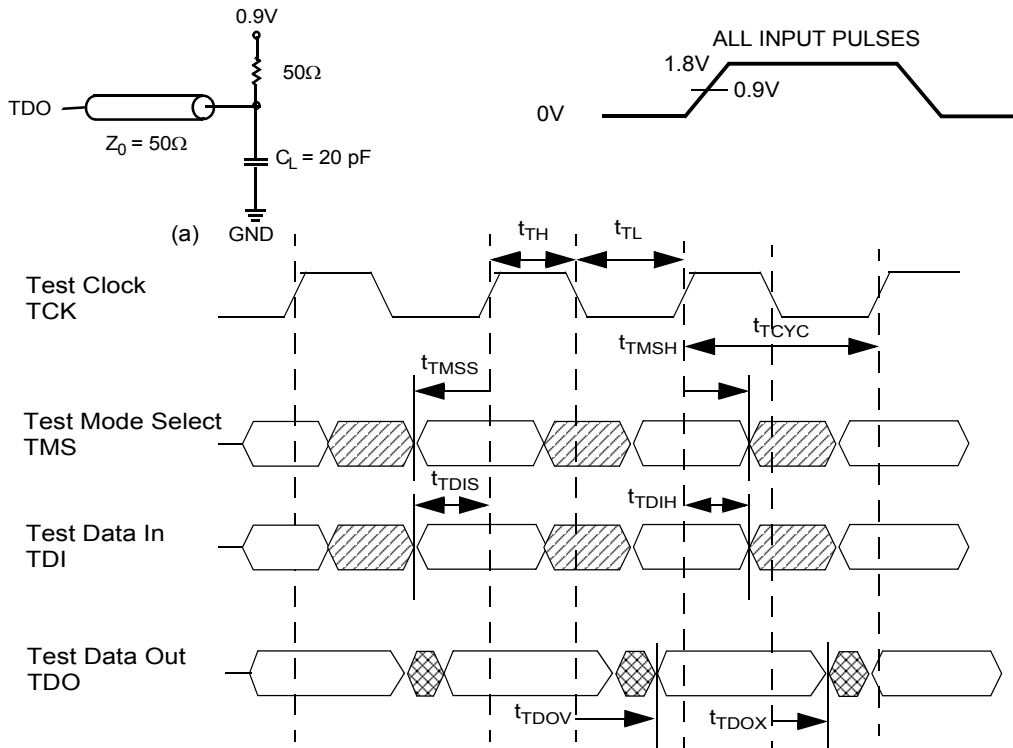 0.9V
ALL INPUT PULSES
50Ω
1.8V
0.9V
TDO
0V
Z0 = 50Ω
CL = 20 pF
(a)
GND
tTH
tTL
Test Clock
TCK
tTMSH
tTCYC
tTMSS
Test Mode Select
TMS
tTDIS
tTDIH
Test Data In
TDI
Test Data Out
TDO
tTDOV
tTDOX